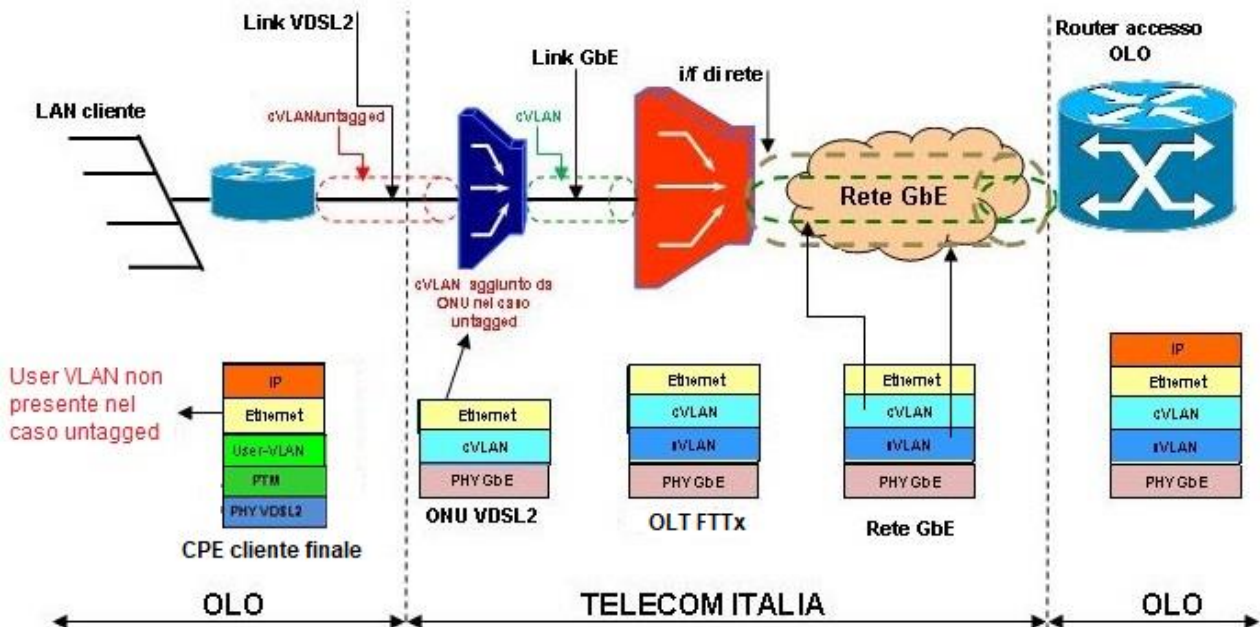 Link VDSL2
Router accesso
OLO
Link GbE
i/f di rete
LAN cliente
cVLAN/untagged
cVLAN
Rete GbE
cVLAN aggiunto da
ONU nel caso
untagged
User VLAN non
presente nel
caso untagged
IP
Ethernet
User-VLAN
PTM
PHY VDSL2
CPE cliente finale
Ethernet
cVLAN
PHY GbE
ONU VDSL2
Ethernet
cVLAN
sVLAN
PHY GbE
OLT FTTx
Ethernet
cVLAN
sVLAN
PHY GbE
Rete GbE
IP
Ethernet
cVLAN
sVLAN
PHY GbE
OLO
TELECOM ITALIA
OLO